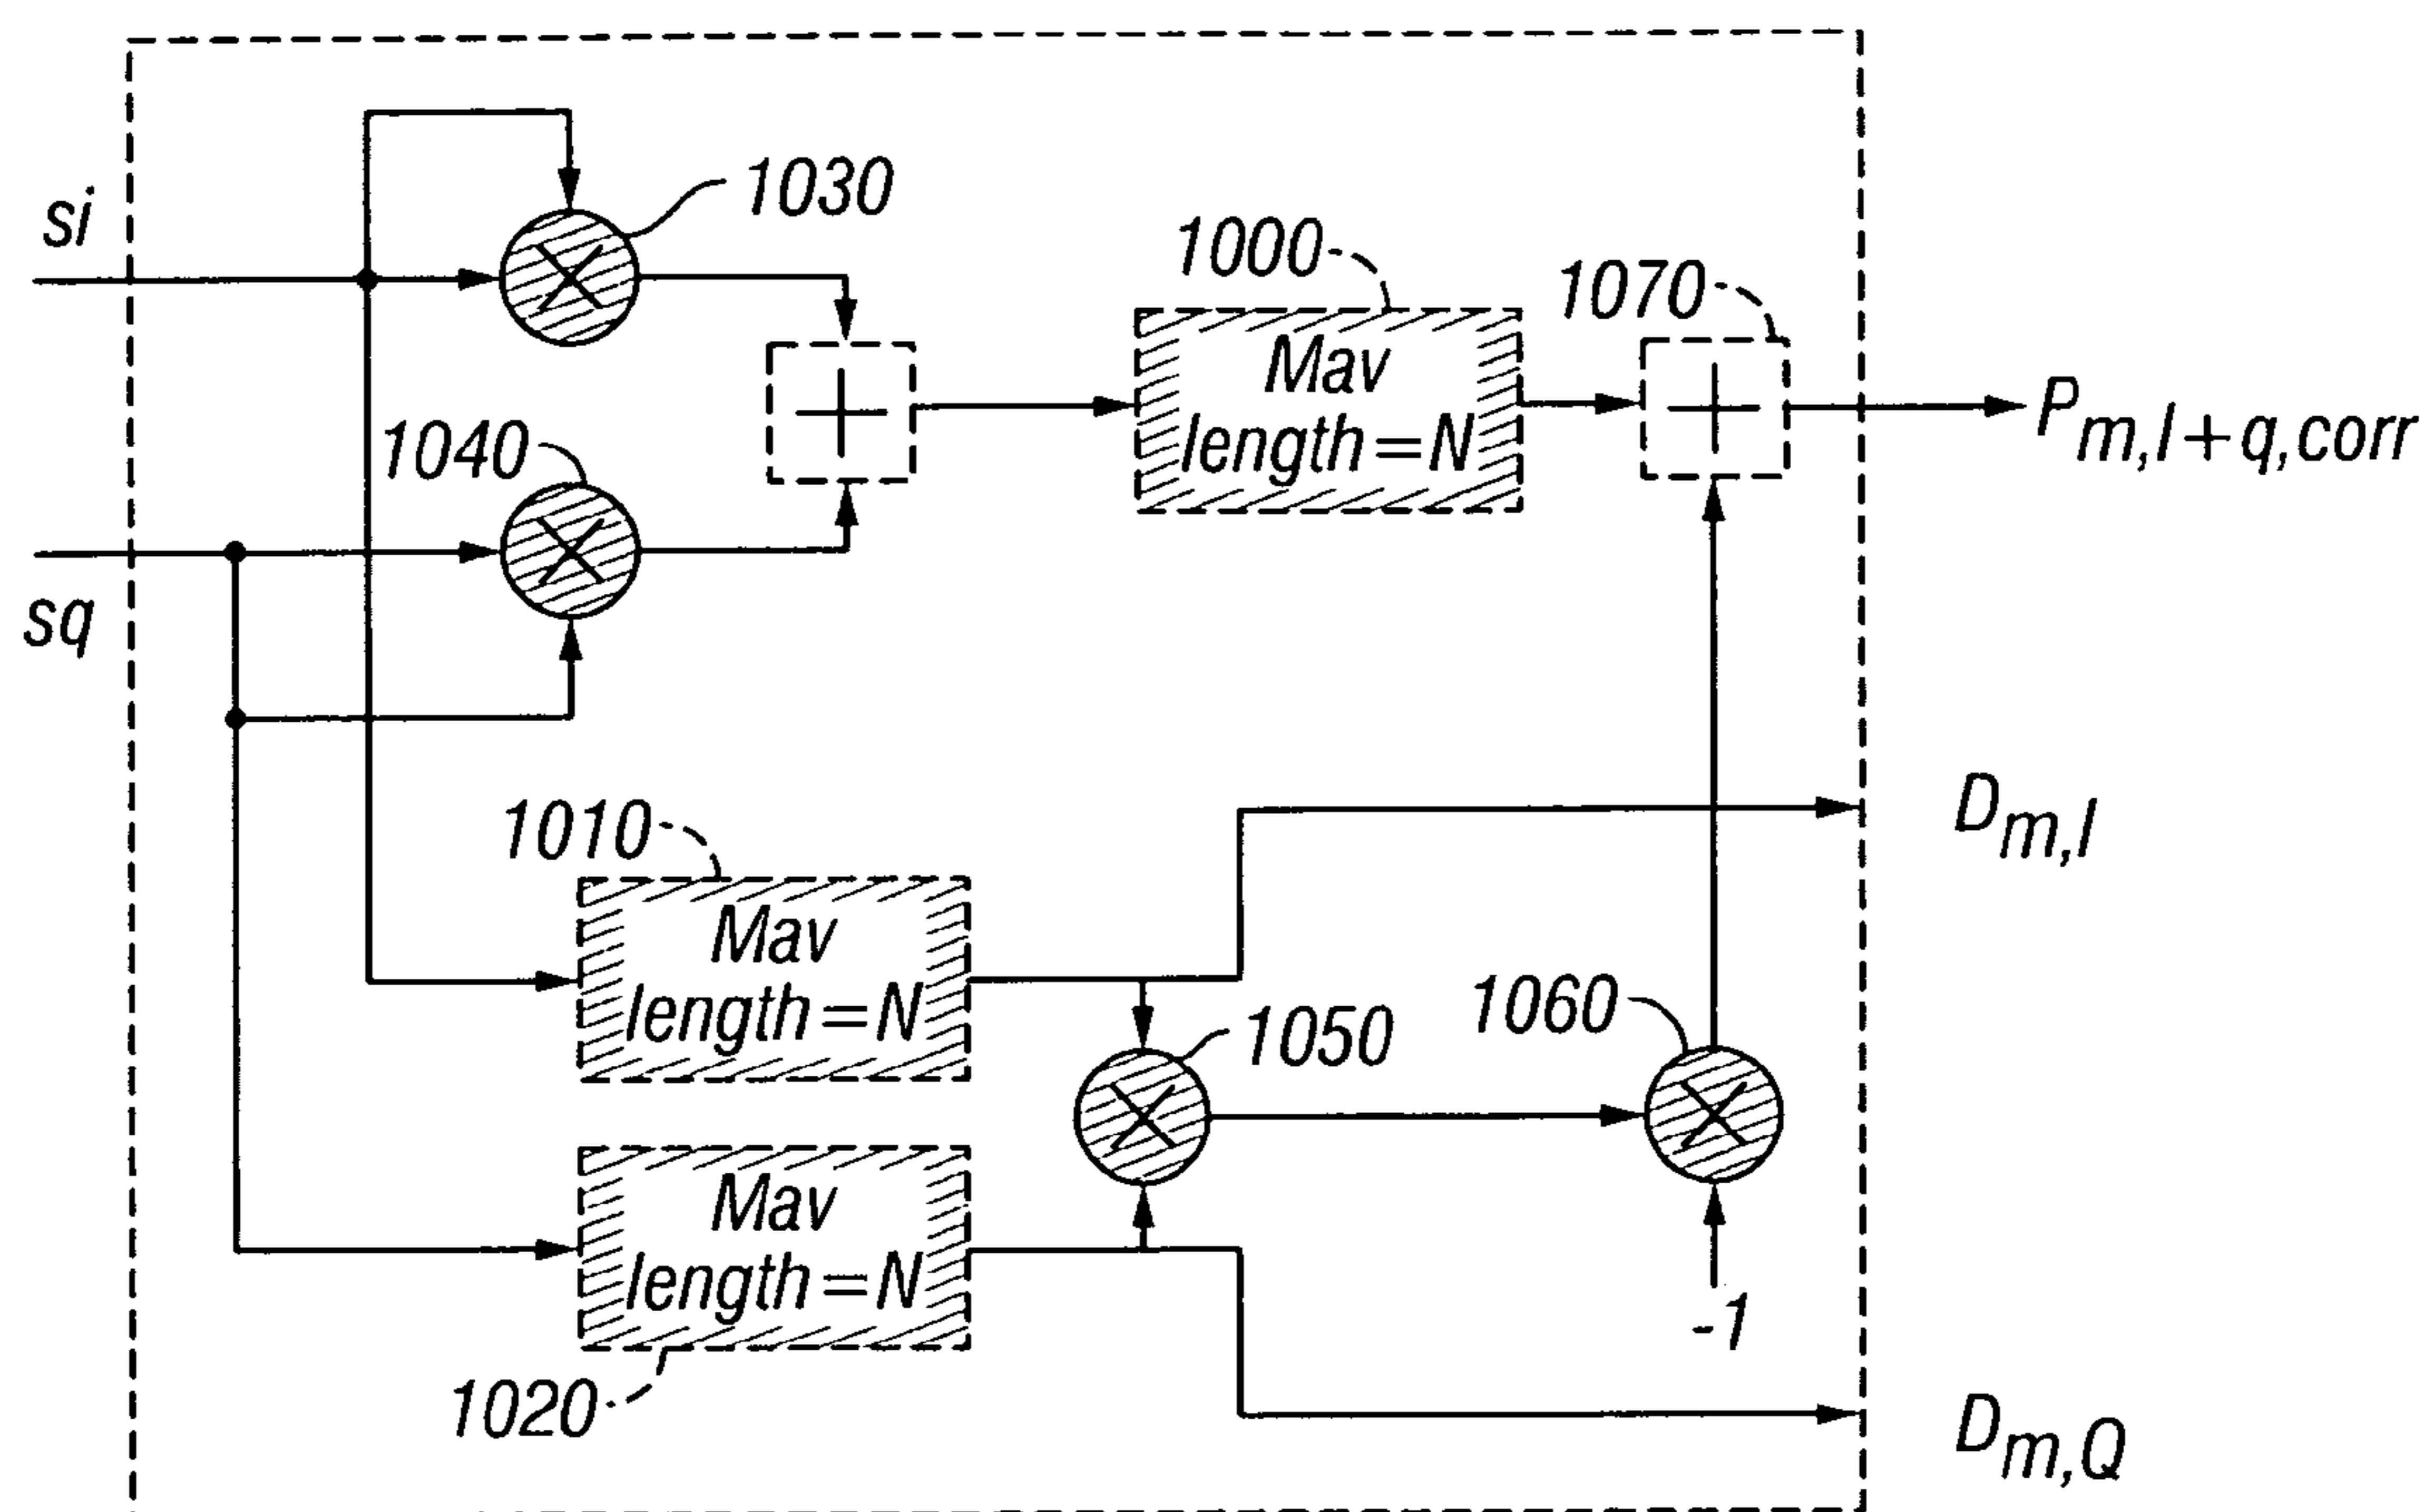 1030
si
1000
1070
Mav
length=N
P m,I+q,corr
1040
sq
D m,I
1010
Mav
length=N
1050
1060
Mav
length=N
-1
1020
D m,Q